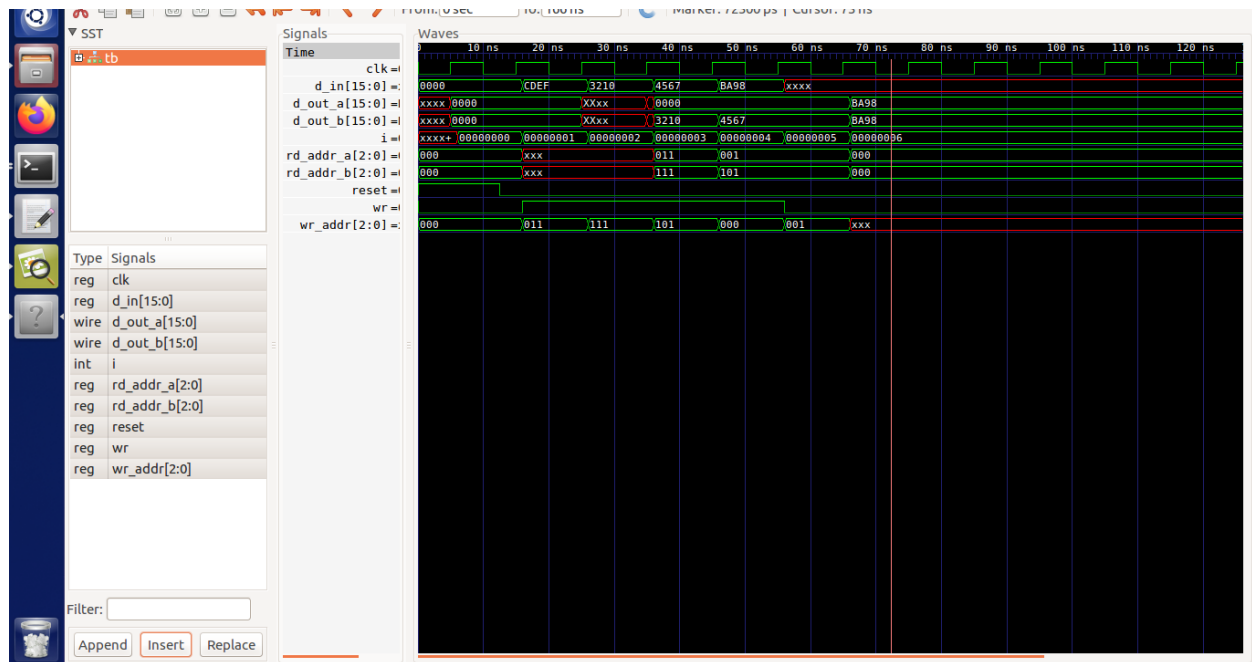 From: 0 sec To: 100 ns Marker: 72500 ps | Cursor: 75 ns
SST
tb
Type Signals
reg clk
reg d_in[15:0]
wire d_out_a[15:0]
wire d_out_b[15:0]
int i
reg rd_addr_a[2:0]
reg rd_addr_b[2:0]
reg reset
reg wr
reg wr_addr[2:0]
Filter:
Append Insert Replace
Signals
Time
clk =
d_in[15:0] =
d_out_a[15:0] =
d_out_b[15:0] =
i =
rd_addr_a[2:0] =
rd_addr_b[2:0] =
reset =
wr =
wr_addr[2:0] =
Waves
10 ns 20 ns 30 ns 40 ns 50 ns 60 ns 70 ns 80 ns 90 ns 100 ns 110 ns 120 ns
0000 CDEF 3210 4567 BA98 xxxx
xxxx 0000 XXxx 0000 BA98
xxxx 0000 XXxx 3210 4567 BA98
xxxx+ 00000000 00000001 00000002 00000003 00000004 00000005 00000006
000 xxx 011 001 000
000 xxx 111 101 000
000 011 111 101 000 001 xxx